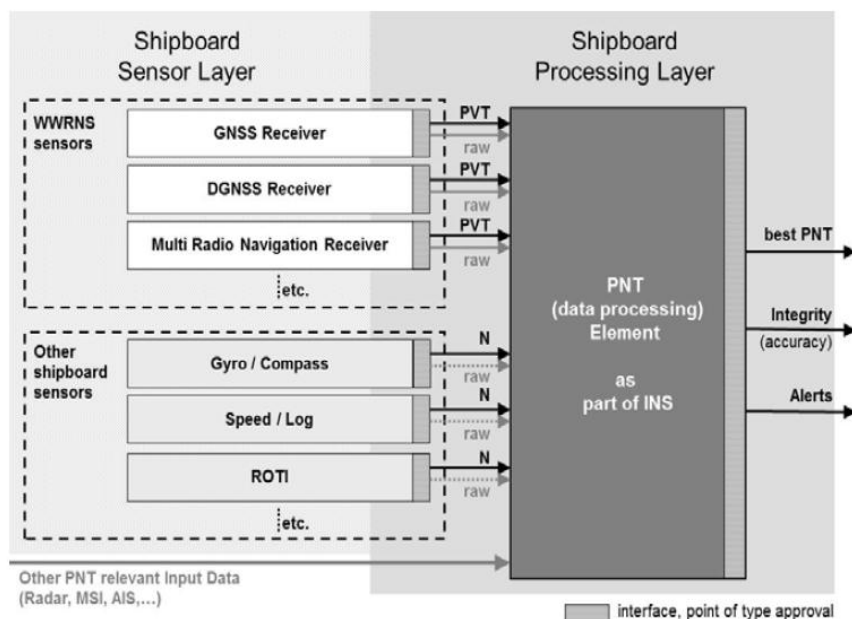 Shipboard
Sensor Layer
Shipboard
Processing Layer
WWRNS
sensors
GNSS Receiver
PVT
raw
DGNSS Receiver
PVT
raw
Multi Radio Navigation Receiver
PVT
raw
etc.
Other
shipboard
sensors
Gyro / Compass
N
raw
Speed / Log
N
raw
ROTI
N
raw
etc.
PNT
(data processing)
Element
as
part of INS
best PNT
Integrity
(accuracy)
Alerts
Other PNT relevant Input Data
(Radar, MSI, AIS,...)
interface, point of type approval